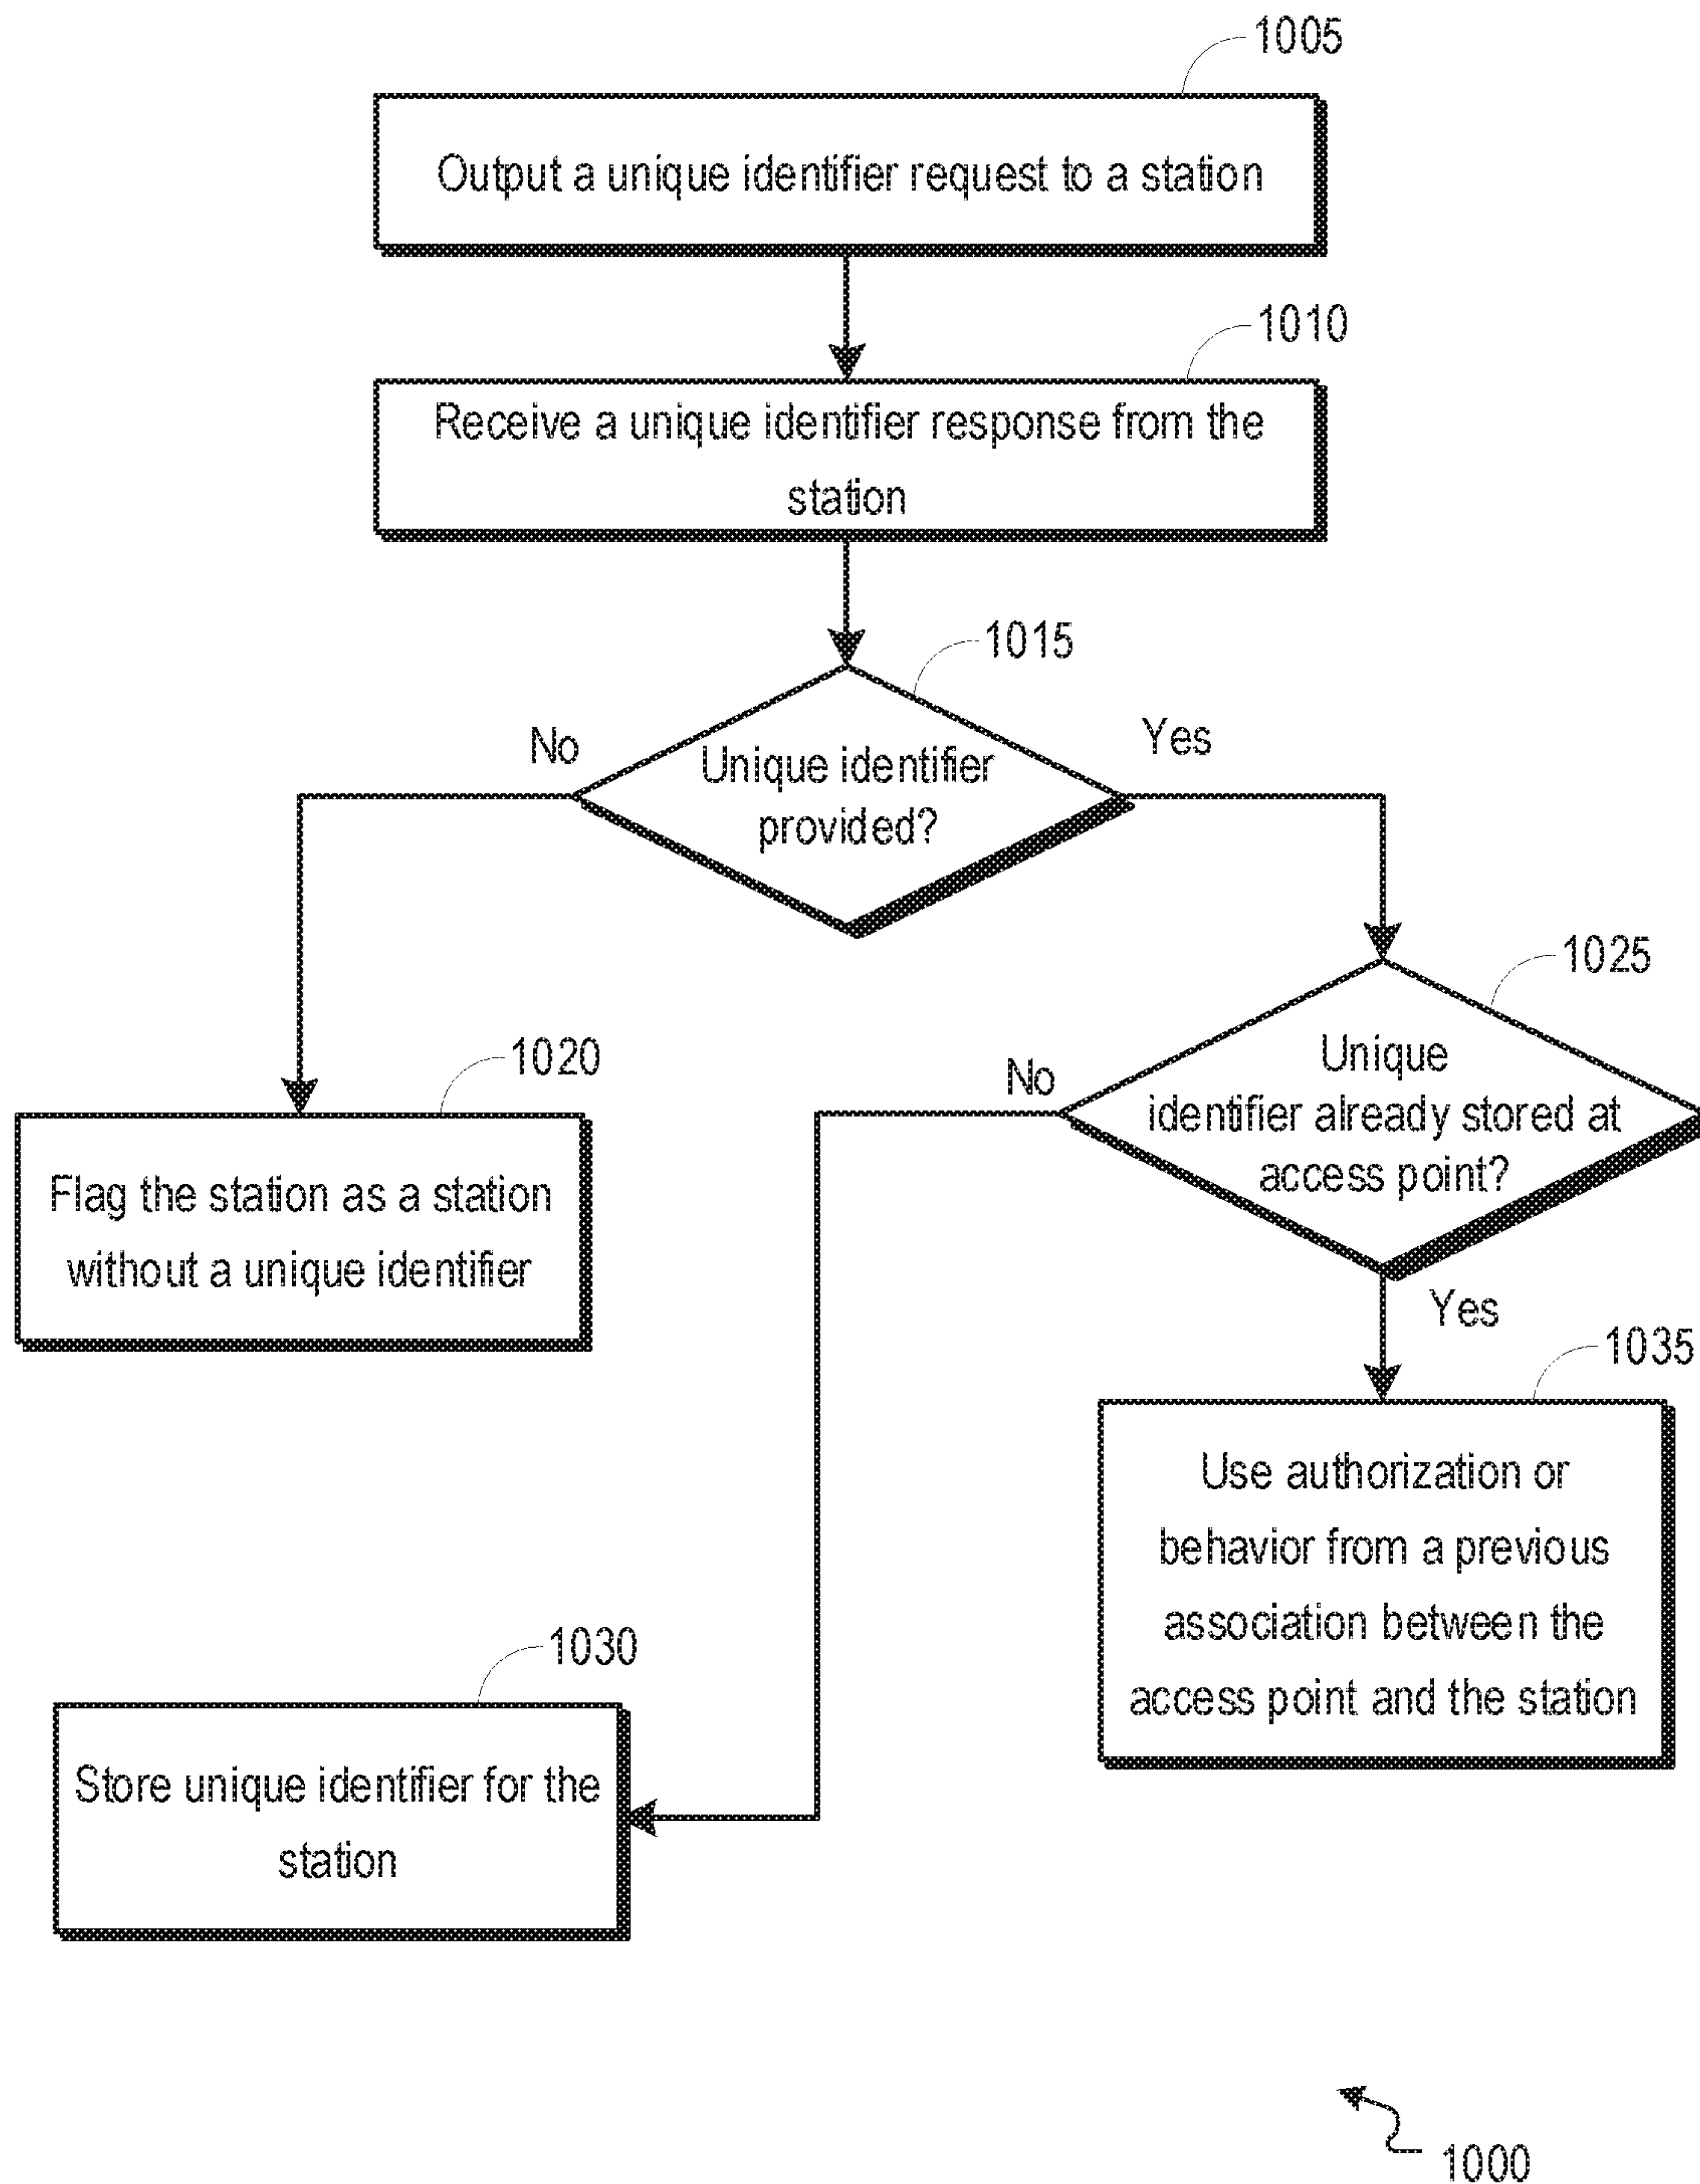 1005
Output a unique identifier request to a station
1010
Receive a unique identifier response from the
station
1015
No
Yes
Unique identifier
provided?
1025
Unique
identifier already stored at
access point?
No
Yes
1020
Flag the station as a station
without a unique identifier
1035
Use authorization or
behavior from a previous
association between the
access point and the station
1030
Store unique identifier for the
station
1000